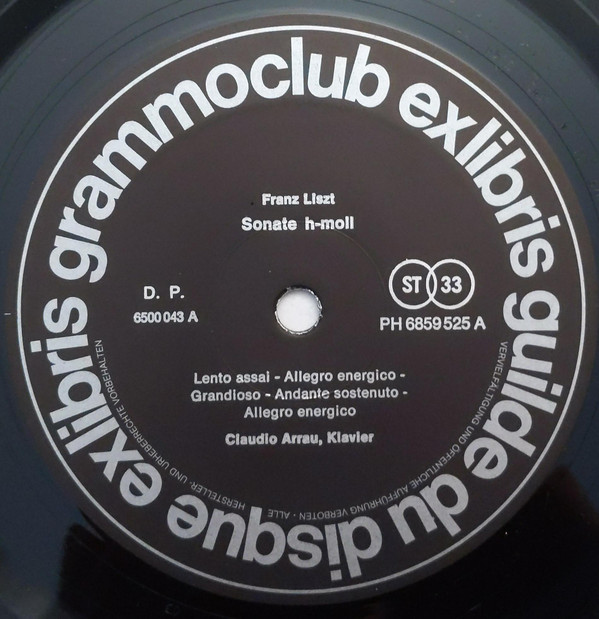 grammoclub exlibris guilde du disque ex libris
Franz Liszt
Sonate h-moll
D. P.
6500 043 A
ST 33
PH 6859 525 A
Lento assai - Allegro energico -
Grandioso - Andante sostenuto -
Allegro energico
Claudio Arrau, Klavier
VERVIELFÄLTIGUNG UND ÖFFENTLICHE AUFFÜHRUNG VERBOTEN · ALLE HERSTELLER- UND URHEBERRECHTE VORBEHALTEN